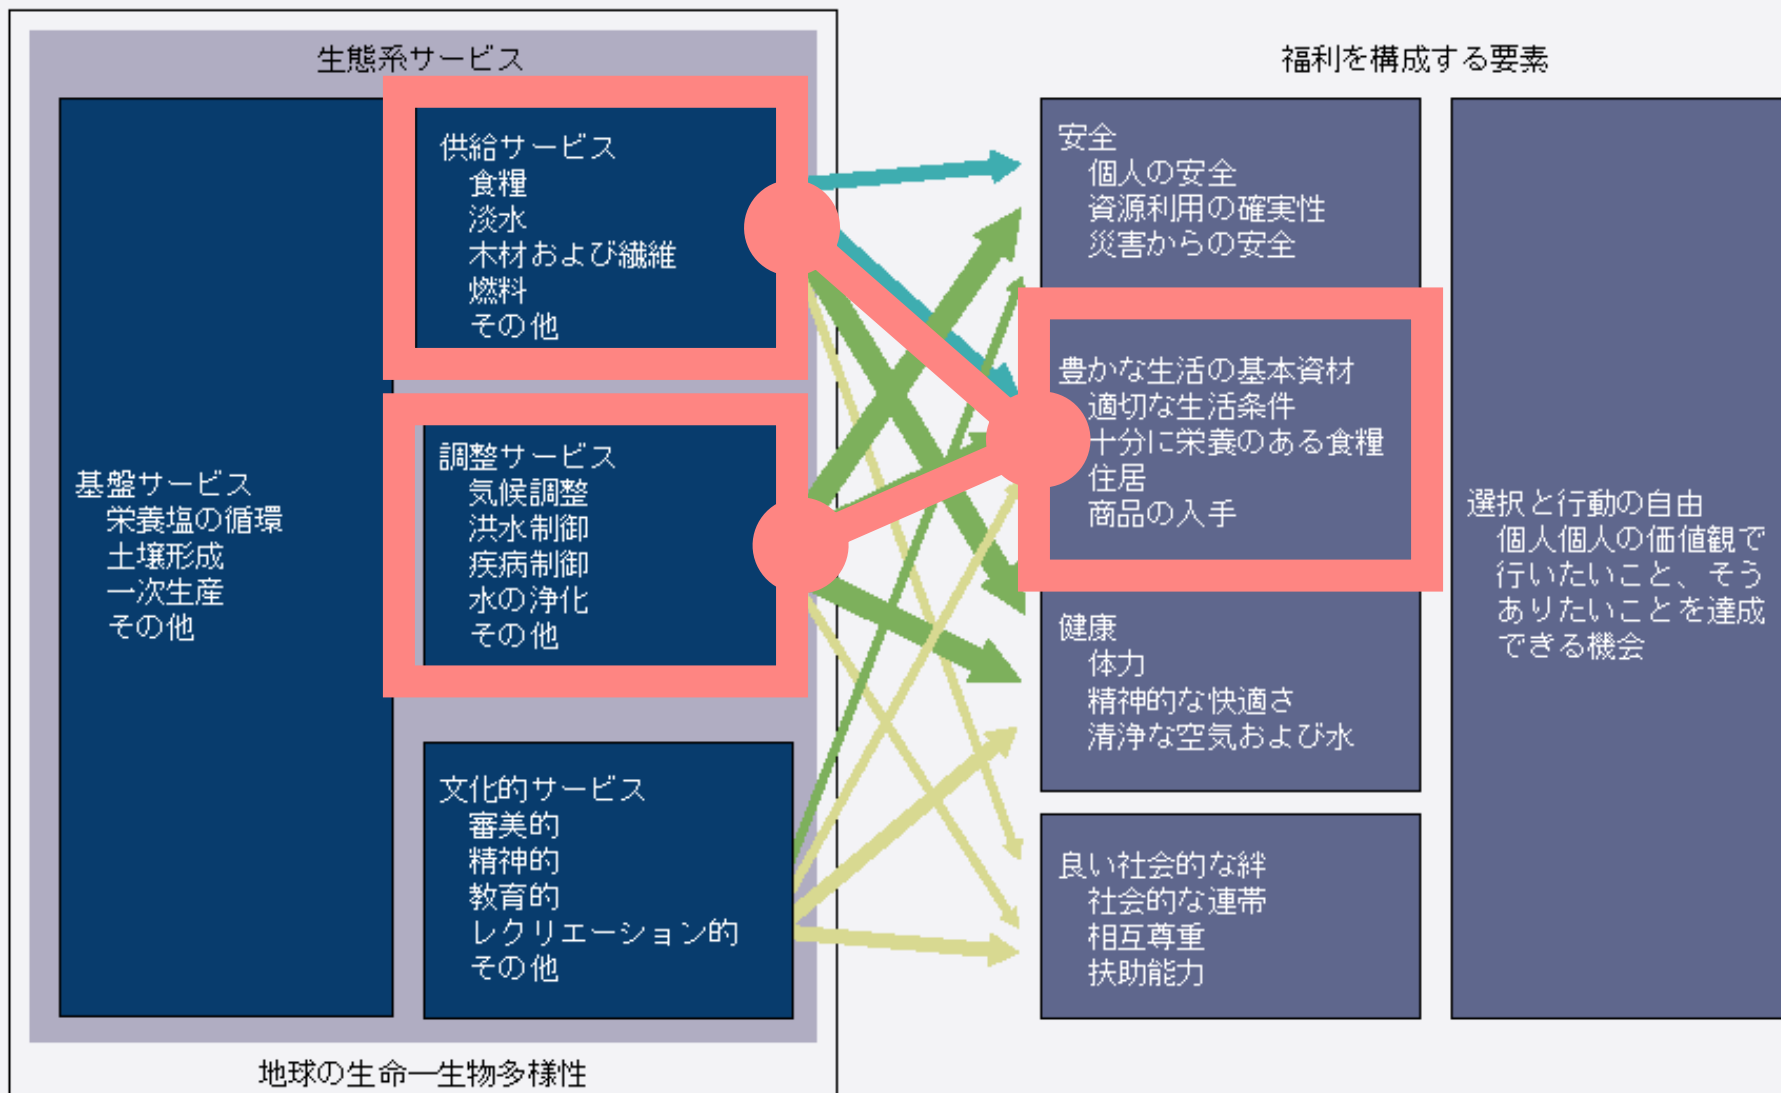 生態系サービス
基盤サービス
栄養塩の循環
土壌形成
一次生産
その他
供給サービス
食糧
淡水
木材および繊維
燃料
その他
調整サービス
気候調整
洪水制御
疾病制御
水の浄化
その他
文化的サービス
審美的
精神的
教育的
レクリエーション的
その他
地球の生命―生物多様性
福利を構成する要素
安全
個人の安全
資源利用の確実性
災害からの安全
豊かな生活の基本資材
適切な生活条件
十分に栄養のある食糧
住居
商品の入手
健康
体力
精神的な快適さ
清浄な空気および水
良い社会的な絆
社会的な連帯
相互尊重
扶助能力
選択と行動の自由
個人個人の価値観で
行いたいこと、そう
ありたいことを達成
できる機会